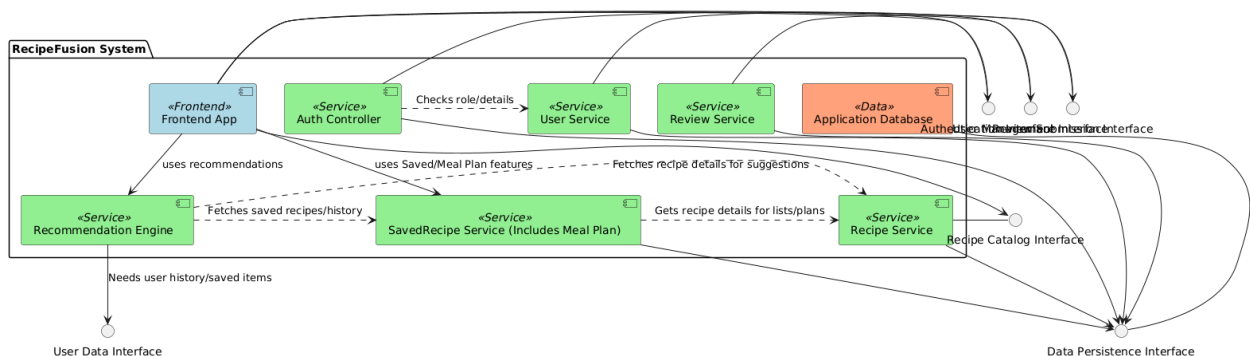 RecipeFusion System
«Frontend»
Frontend App
«Service»
Auth Controller
Checks role/details
«Service»
User Service
«Service»
Review Service
«Data»
Application Database
Interface
uses recommendations
uses Saved/Meal Plan features
Fetches recipe details for suggestions
«Service»
Recommendation Engine
Fetches saved recipes/history
«Service»
SavedRecipe Service (Includes Meal Plan)
Gets recipe details for lists/plans
«Service»
Recipe Service
Recipe Catalog Interface
Needs user history/saved items
User Data Interface
Data Persistence Interface